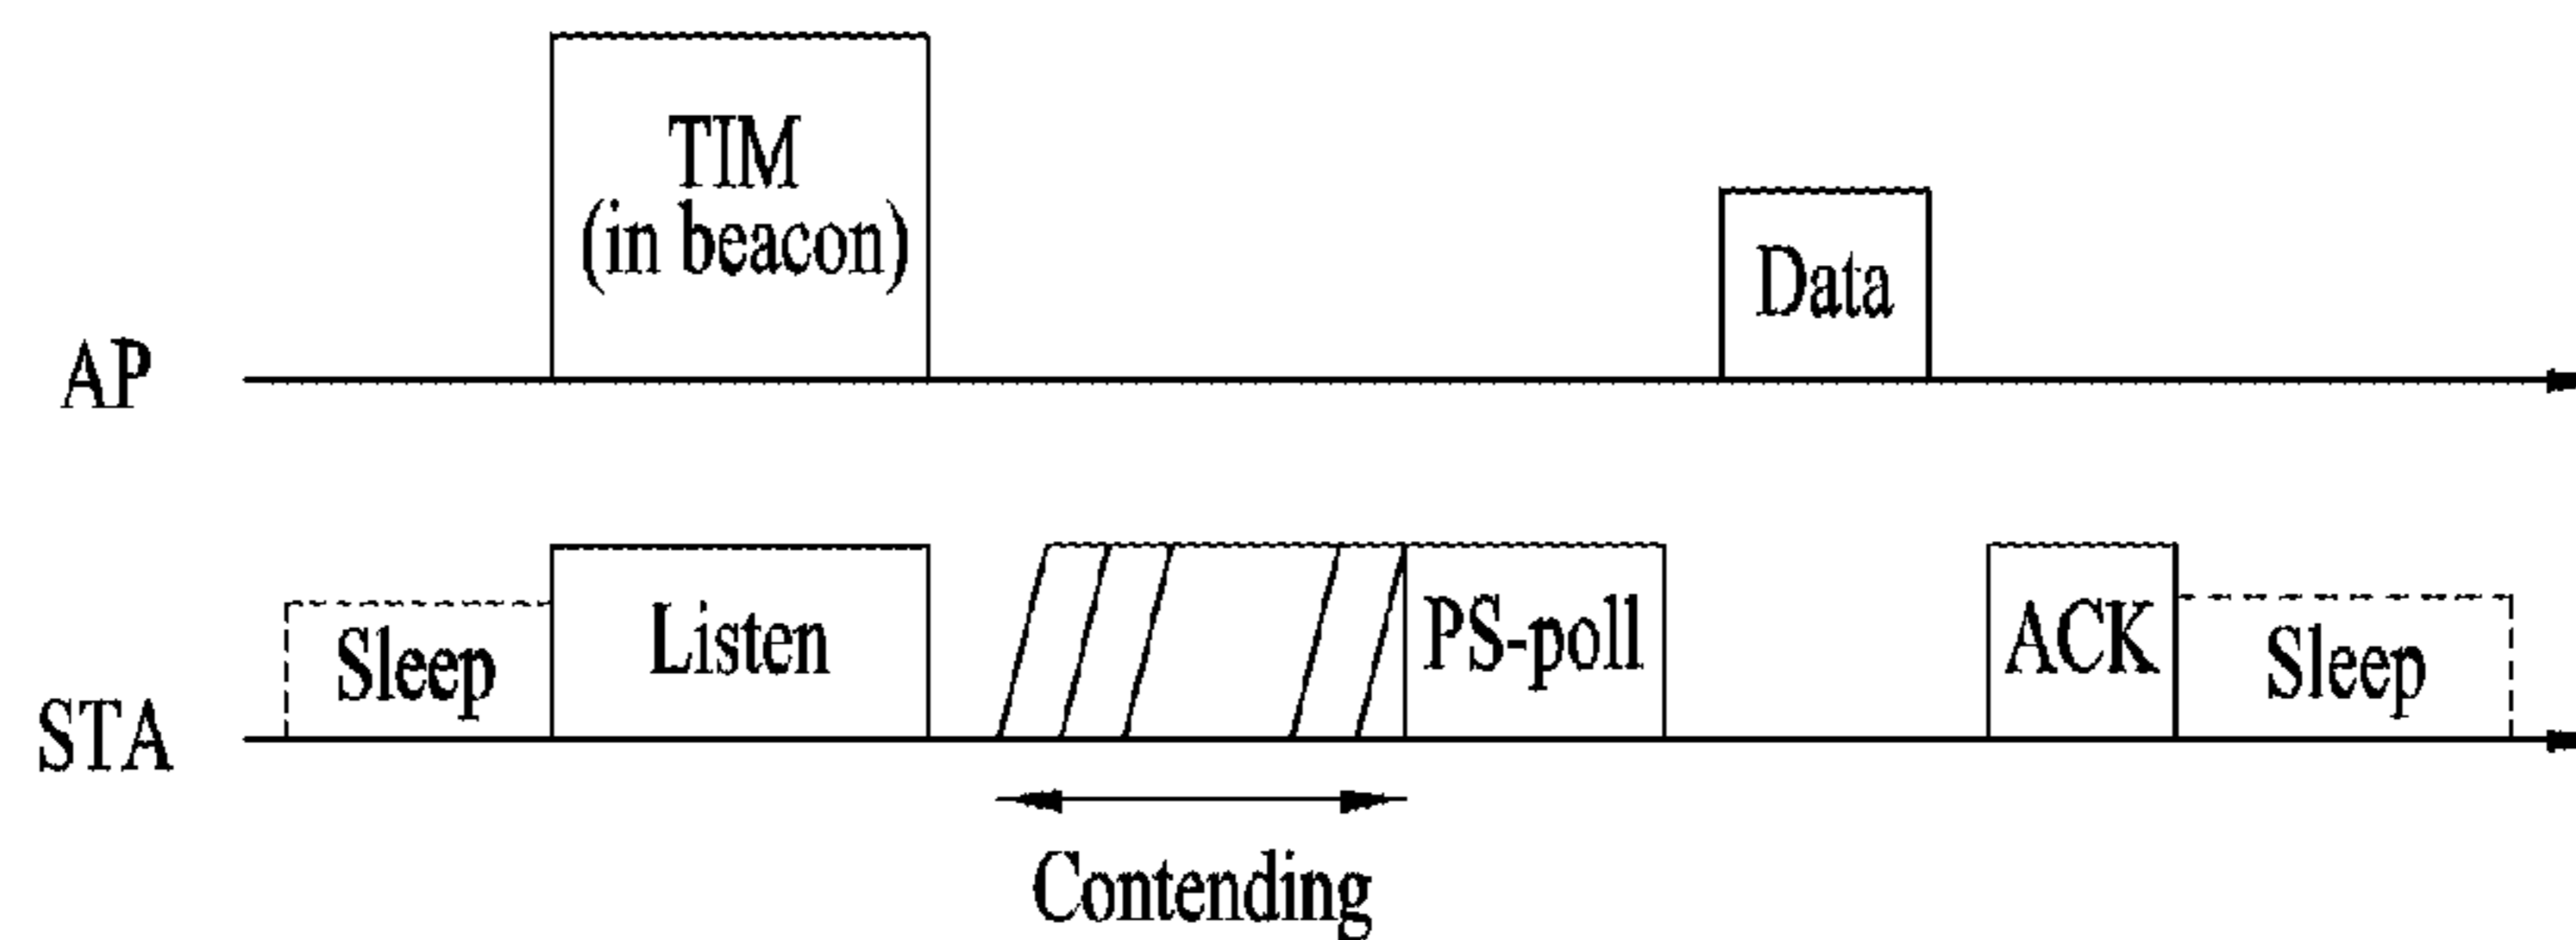 TIM
(in beacon)
Data
AP
Sleep
Listen
PS-poll
ACK
Sleep
STA
Contending